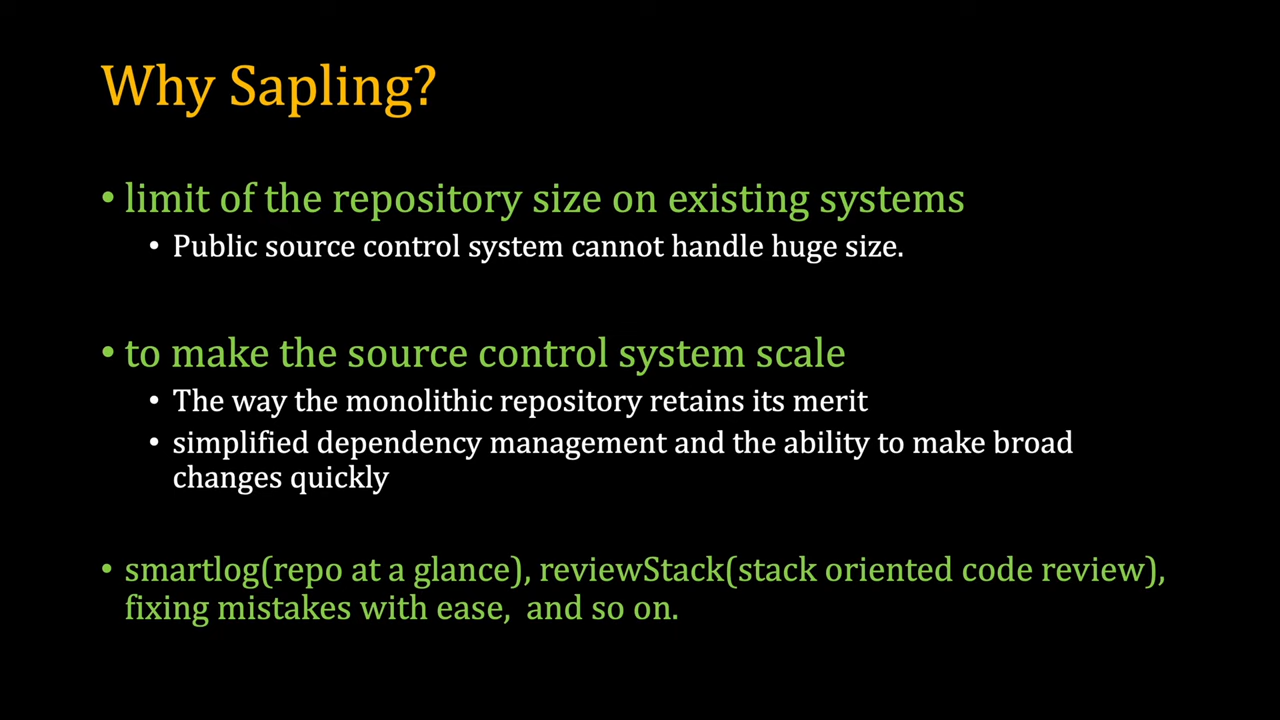 Why Sapling?
• limit of the repository size on existing systems
• Public source control system cannot handle huge size.
• to make the source control system scale
• The way the monolithic repository retains its merit
• simplified dependency management and the ability to make broad
changes quickly
• smartlog(repo at a glance), reviewStack(stack oriented code review),
fixing mistakes with ease,  and so on.